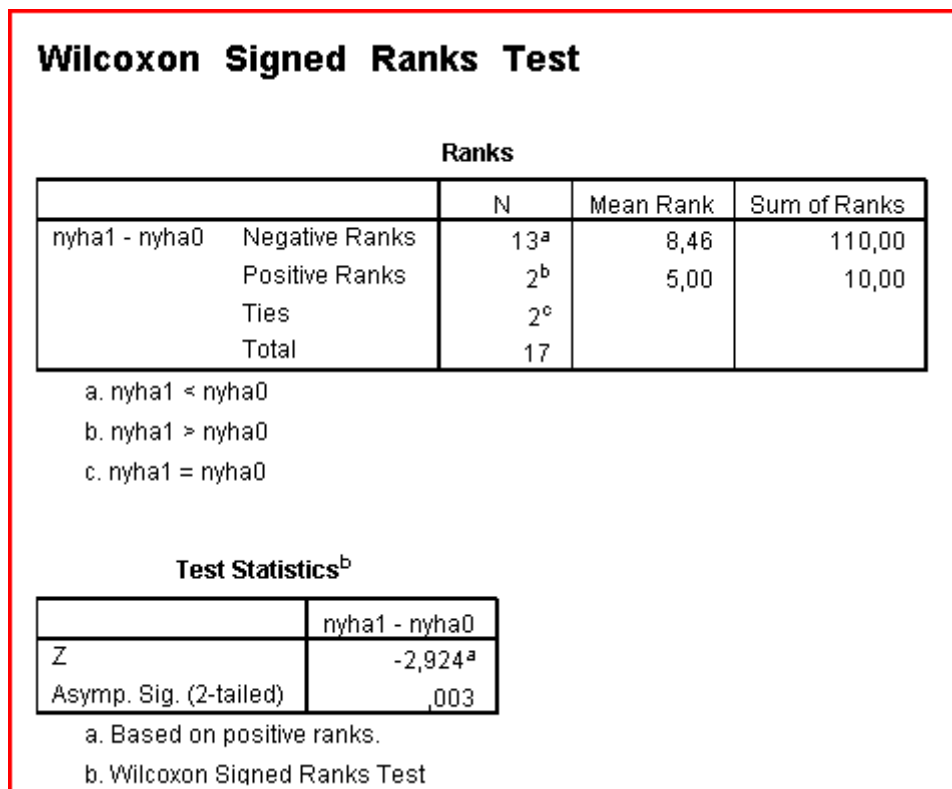 Wilcoxon Signed Ranks Test
Ranks
N Mean Rank Sum of Ranks
nyha1 - nyha0 Negative Ranks 13a 8,46 110,00
Positive Ranks 2b 5,00 10,00
Ties 2c
Total 17
a. nyha1 < nyha0
b. nyha1 > nyha0
c. nyha1 = nyha0
Test Statisticsb
nyha1 - nyha0
Z -2,924a
Asymp. Sig. (2-tailed) ,003
a. Based on positive ranks.
b. Wilcoxon Signed Ranks Test